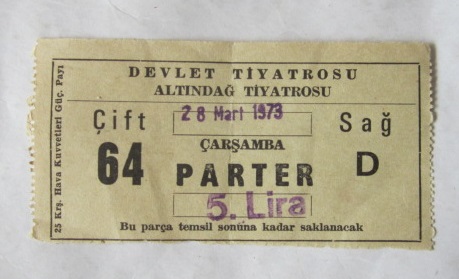 DEVLET TİYATROSU
ALTINDAĞ TİYATROSU
Çift 28 Mart 1973 Sağ
ÇARŞAMBA
64 PARTER D
5. Lira
Bu parça temsil sonuna kadar saklanacak
25 Krş. Hava Kuvvetleri Güç. Payı